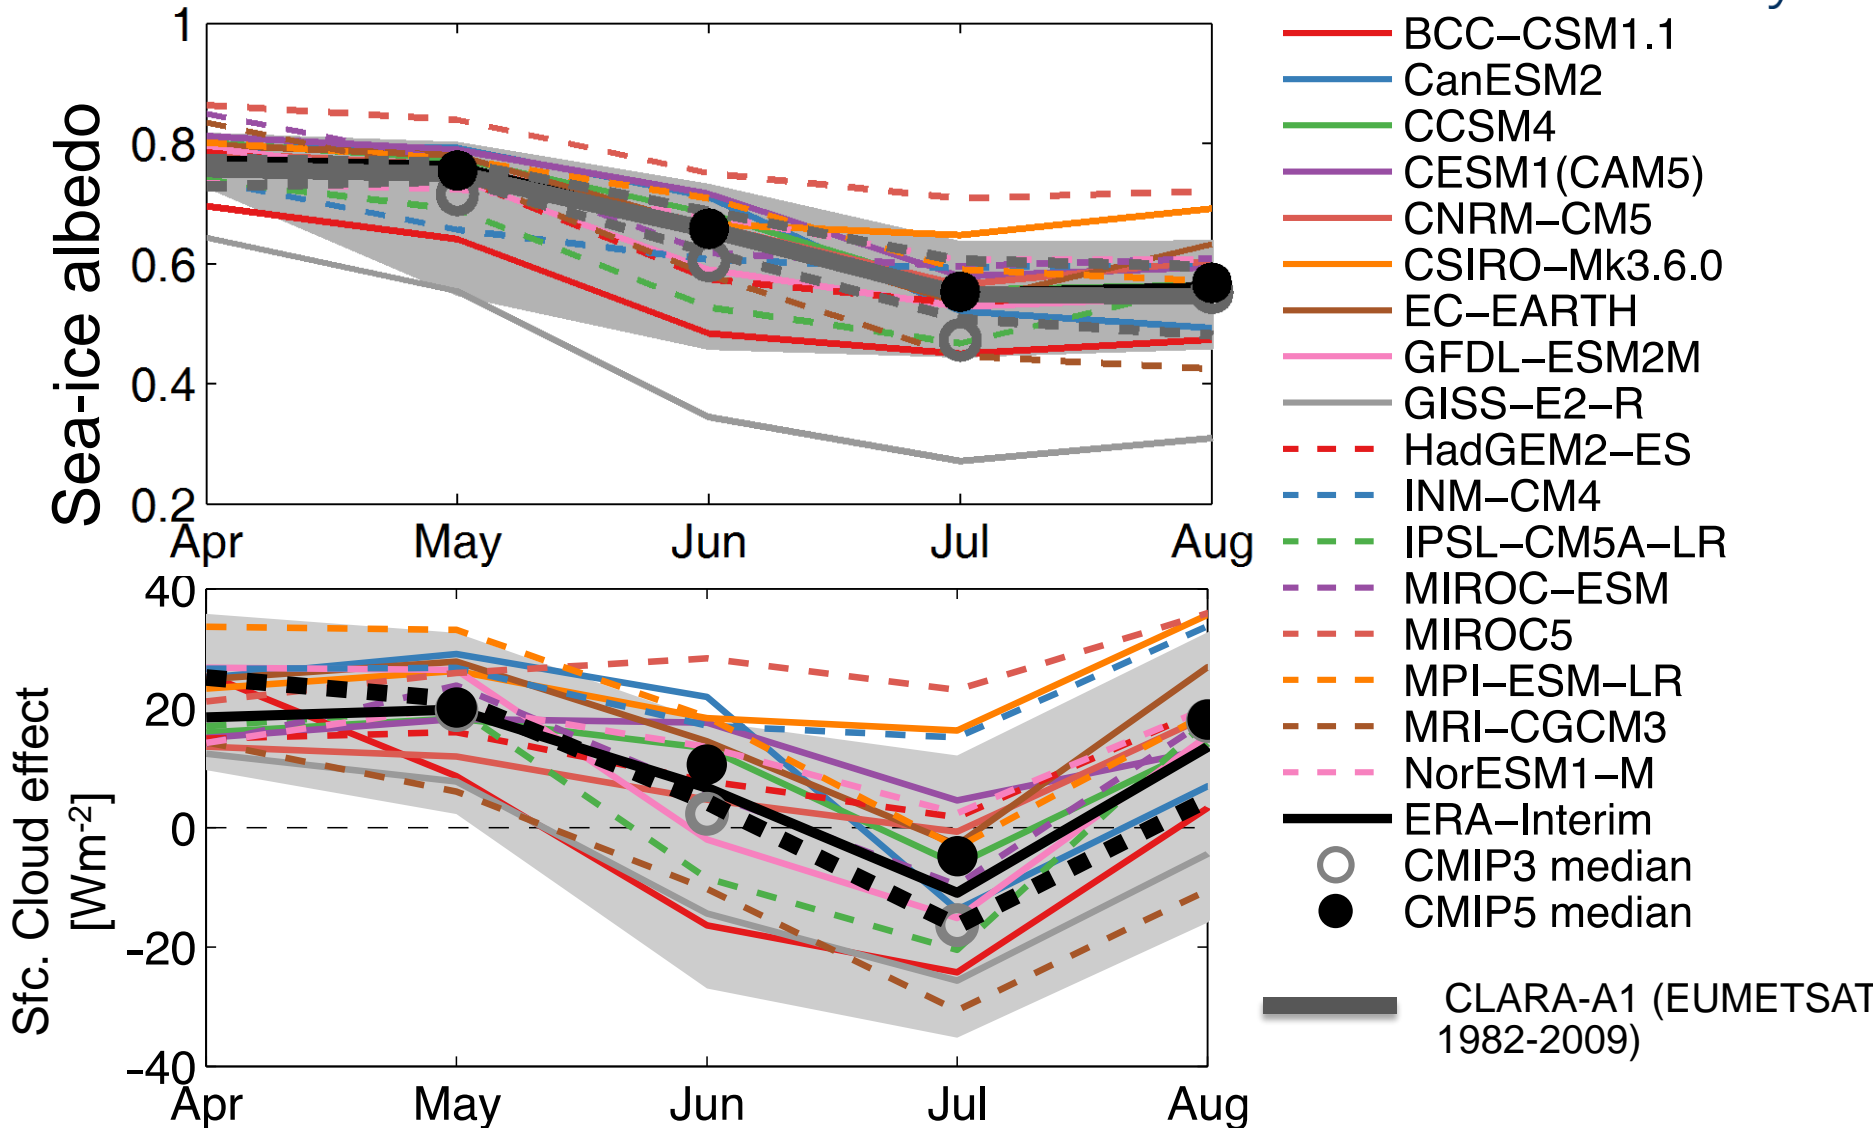 y
1
0.8
0.6
0.4
0.2
Sea-ice albedo
Apr May Jun Jul Aug
40
20
0
-20
-40
Sfc. Cloud effect
[Wm-2]
Apr May Jun Jul Aug
BCC–CSM1.1
CanESM2
CCSM4
CESM1(CAM5)
CNRM–CM5
CSIRO–Mk3.6.0
EC–EARTH
GFDL–ESM2M
GISS–E2–R
HadGEM2–ES
INM–CM4
IPSL–CM5A–LR
MIROC–ESM
MIROC5
MPI–ESM–LR
MRI–CGCM3
NorESM1–M
ERA–Interim
CMIP3 median
CMIP5 median
CLARA-A1 (EUMETSAT
1982-2009)